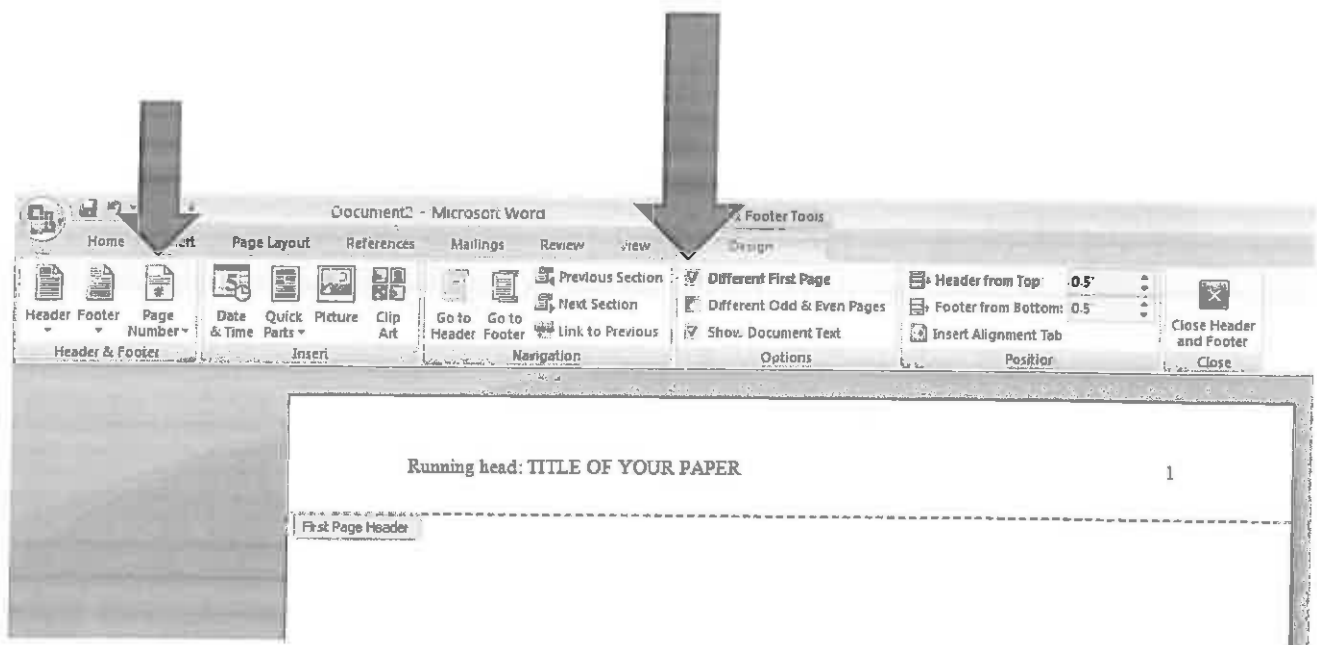 Document2 - Microsoft Word
Footer Tools
Home
Page Layout
References
Mailings
Review
View
Design
Header
Footer
Page Number
Header & Footer
Date & Time
Quick Parts
Picture
Clip Art
Insert
Go to Header
Go to Footer
Previous Section
Next Section
Link to Previous
Navigation
Different First Page
Different Odd & Even Pages
Show Document Text
Options
Header from Top: 0.5"
Footer from Bottom: 0.5
Insert Alignment Tab
Position
Close Header and Footer
Close
Running head: TITLE OF YOUR PAPER 1
First Page Header